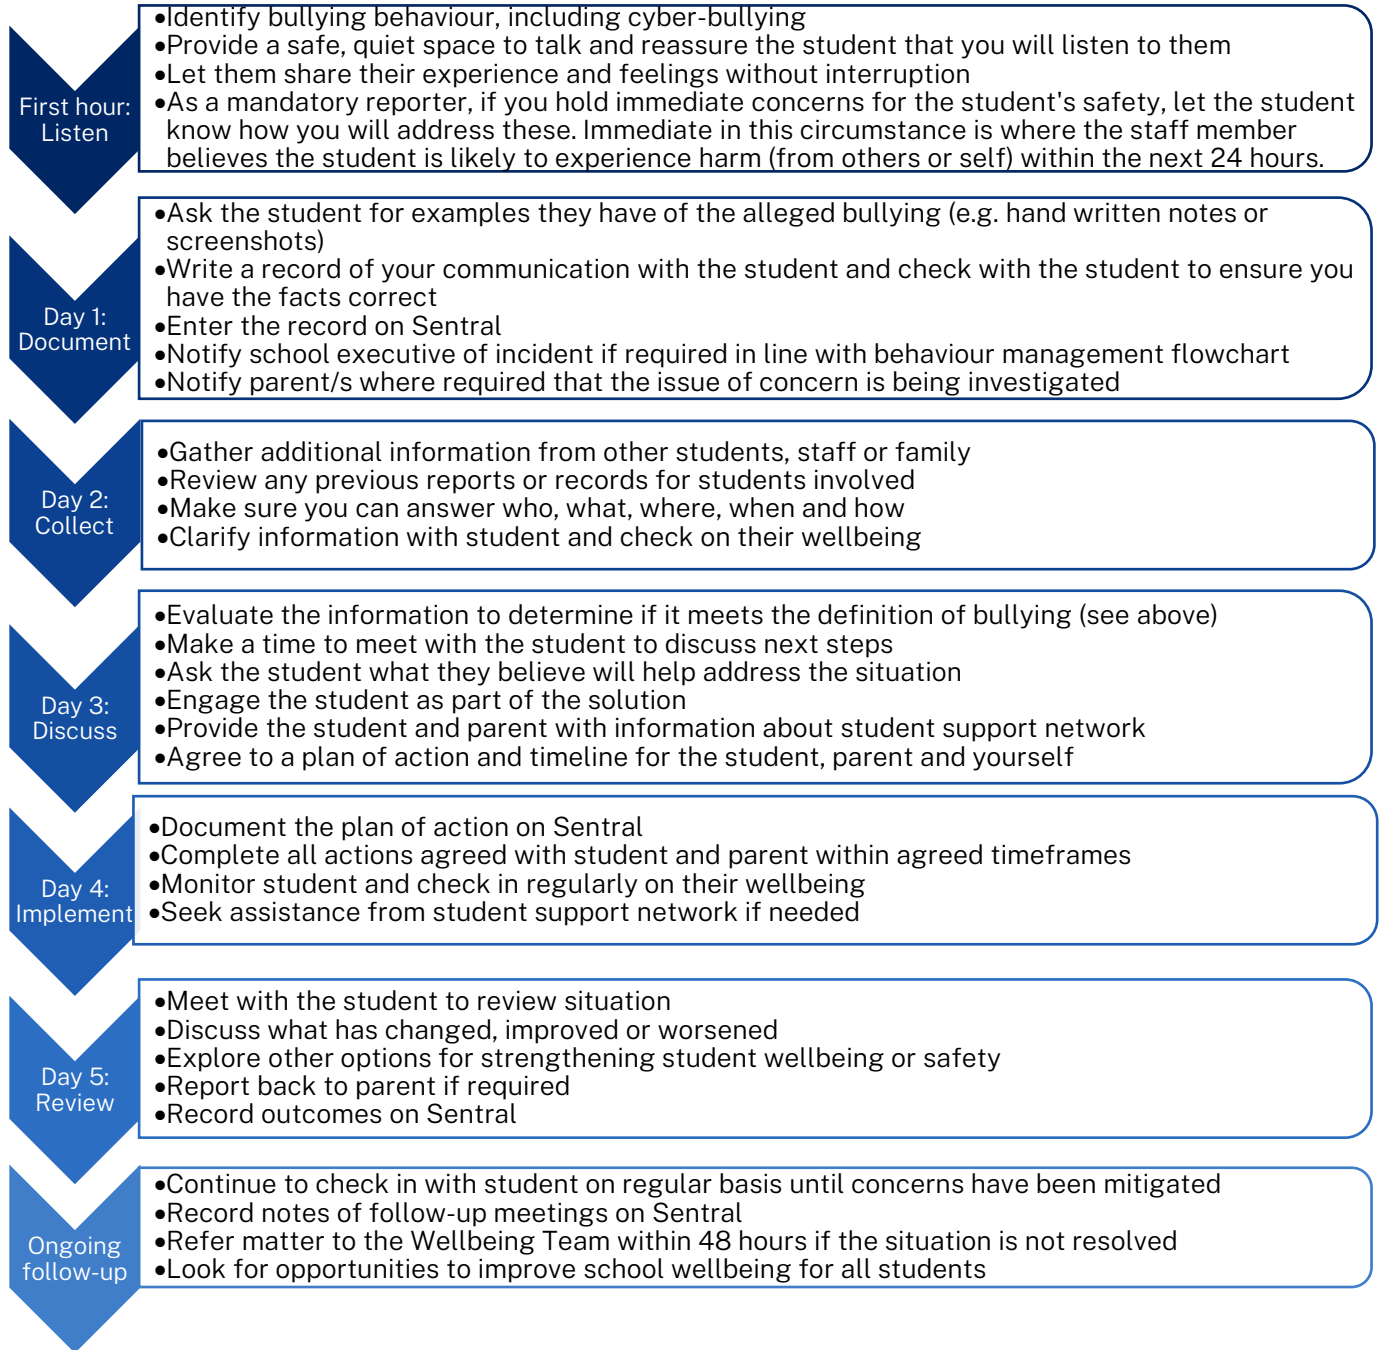 First hour:
Listen
•Identify bullying behaviour, including cyber-bullying
•Provide a safe, quiet space to talk and reassure the student that you will listen to them
•Let them share their experience and feelings without interruption
•As a mandatory reporter, if you hold immediate concerns for the student's safety, let the student
know how you will address these. Immediate in this circumstance is where the staff member
believes the student is likely to experience harm (from others or self) within the next 24 hours.
Day 1:
Document
•Ask the student for examples they have of the alleged bullying (e.g. hand written notes or
screenshots)
•Write a record of your communication with the student and check with the student to ensure you
have the facts correct
•Enter the record on Sentral
•Notify school executive of incident if required in line with behaviour management flowchart
•Notify parent/s where required that the issue of concern is being investigated
Day 2:
Collect
•Gather additional information from other students, staff or family
•Review any previous reports or records for students involved
•Make sure you can answer who, what, where, when and how
•Clarify information with student and check on their wellbeing
Day 3:
Discuss
•Evaluate the information to determine if it meets the definition of bullying (see above)
•Make a time to meet with the student to discuss next steps
•Ask the student what they believe will help address the situation
•Engage the student as part of the solution
•Provide the student and parent with information about student support network
•Agree to a plan of action and timeline for the student, parent and yourself
Day 4:
Implement
•Document the plan of action on Sentral
•Complete all actions agreed with student and parent within agreed timeframes
•Monitor student and check in regularly on their wellbeing
•Seek assistance from student support network if needed
Day 5:
Review
•Meet with the student to review situation
•Discuss what has changed, improved or worsened
•Explore other options for strengthening student wellbeing or safety
•Report back to parent if required
•Record outcomes on Sentral
Ongoing
follow-up
•Continue to check in with student on regular basis until concerns have been mitigated
•Record notes of follow-up meetings on Sentral
•Refer matter to the Wellbeing Team within 48 hours if the situation is not resolved
•Look for opportunities to improve school wellbeing for all students